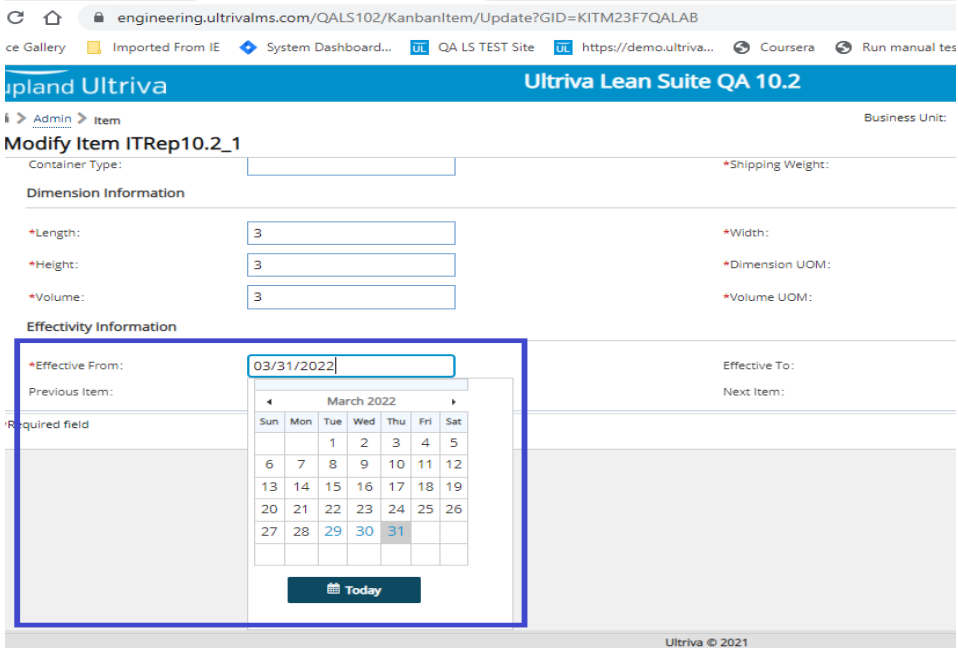 engineering.ultrivalms.com/QALS102/KanbanItem/Update?GID=KITM23F7QALAB
ce Gallery Imported From IE System Dashboard... UL QA LS TEST Site UL https://demo.ultriva... Coursera Run manual tes
upland Ultriva Ultriva Lean Suite QA 10.2
Admin Item Business Unit:
Modify Item ITRep10.2_1
Container Type: *Shipping Weight:
Dimension Information
*Length: 3 *Width:
*Height: 3 *Dimension UOM:
*Volume: 3 *Volume UOM:
Effectivity Information
*Effective From: 03/31/2022 Effective To:
Previous Item: Next Item:
March 2022
*Required field
Sun Mon Tue Wed Thu Fri Sat
1 2 3 4 5
6 7 8 9 10 11 12
13 14 15 16 17 18 19
20 21 22 23 24 25 26
27 28 29 30 31
Today
Ultriva © 2021